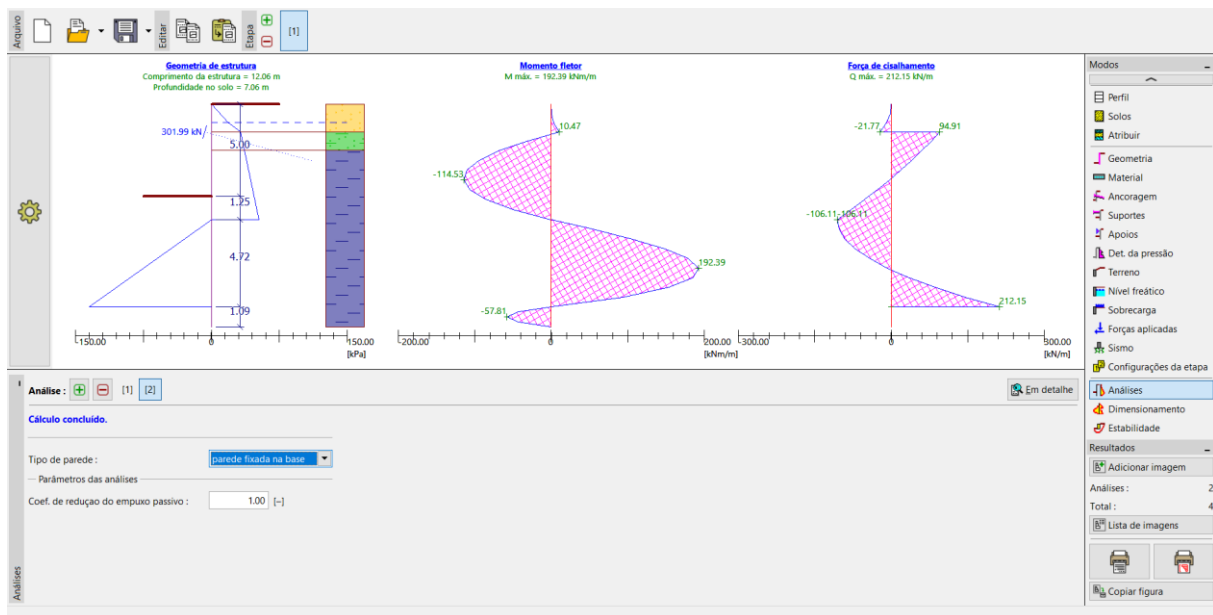 Arquivo
Editar
Etapa
[1]
Geometria de estrutura
Comprimento da estrutura = 12.06 m
Profundidade no solo = 7.06 m
301.99 kN/
5.00
1.25
4.72
1.09
-150.00
0
150.00
[kPa]
Momento fletor
M máx. = 192.39 kNm/m
10.47
-114.53
192.39
-57.81
-200.00
0
200.00
[kNm/m]
Força de cisalhamento
Q máx. = 212.15 kN/m
-21.77
94.91
-106.11
-106.11
212.15
-300.00
0
300.00
[kN/m]
Modos
Perfil
Solos
Atribuir
Geometria
Material
Ancoragem
Suportes
Apoios
Det. da pressão
Terreno
Nível freático
Sobrecarga
Forças aplicadas
Sismo
Configurações da etapa
Análises
Dimensionamento
Estabilidade
Resultados
Adicionar imagem
Análises : 2
Total : 4
Lista de imagens
Copiar figura
Análise : [1] [2]
Em detalhe
Cálculo concluído.
Tipo de parede : parede fixada na base
Parâmetros das análises
Coef. de reduçao do empuxo passivo : 1.00 [–]
Análises